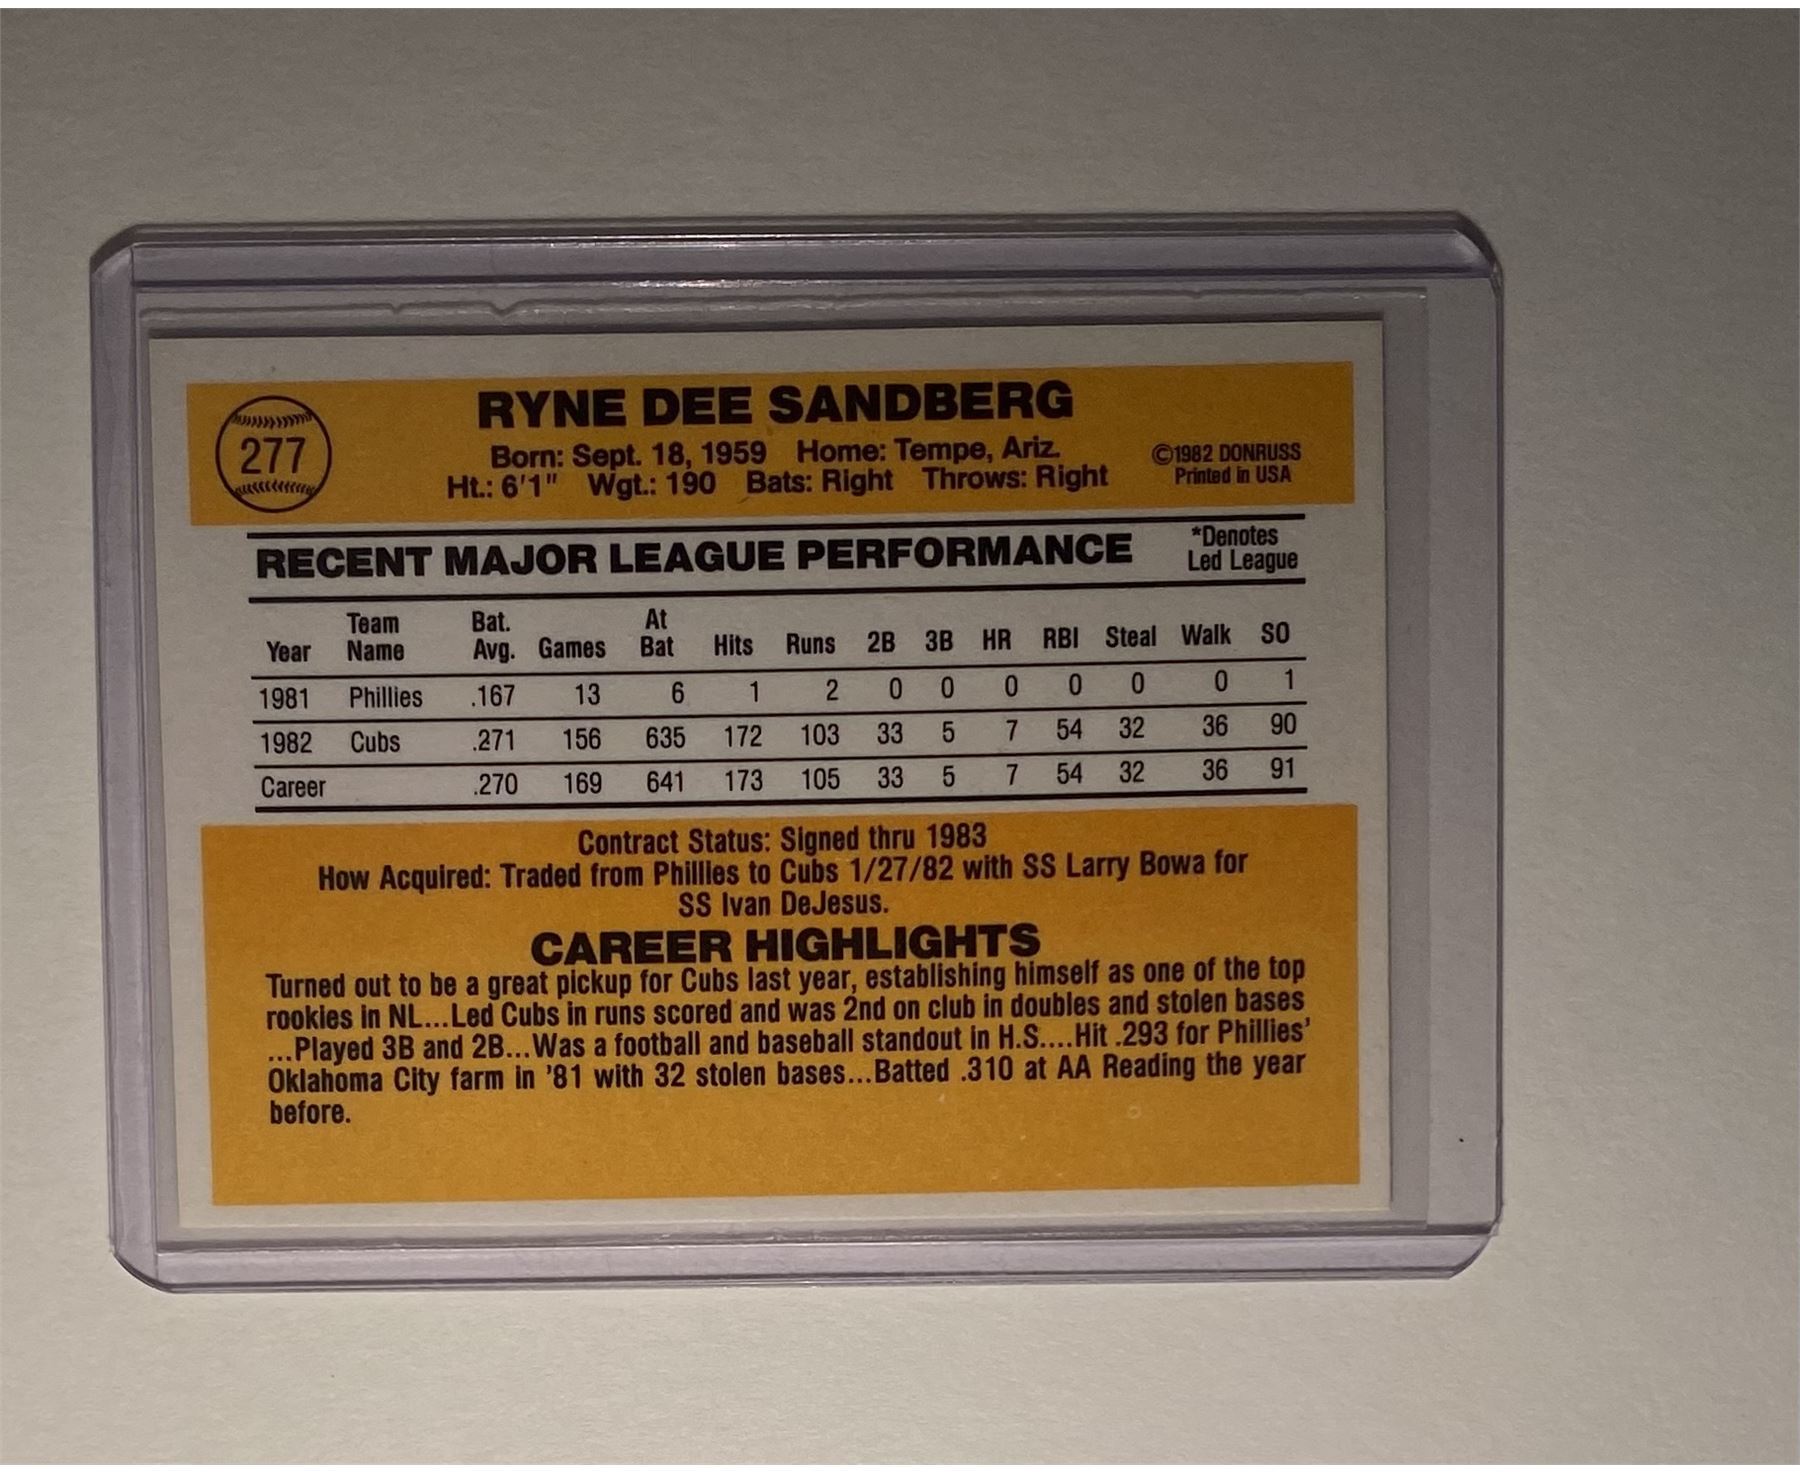 277
RYNE DEE SANDBERG
Born: Sept. 18, 1959 Home: Tempe, Ariz.
Ht.: 6'1" Wgt.: 190 Bats: Right Throws: Right
©1982 DONRUSS
Printed in USA
RECENT MAJOR LEAGUE PERFORMANCE
*Denotes
Led League
Year Team Name Bat. Avg. Games At Bat Hits Runs 2B 3B HR RBI Steal Walk SO
1981 Phillies .167 13 6 1 2 0 0 0 0 0 0 1
1982 Cubs .271 156 635 172 103 33 5 7 54 32 36 90
Career .270 169 641 173 105 33 5 7 54 32 36 91
Contract Status: Signed thru 1983
How Acquired: Traded from Phillies to Cubs 1/27/82 with SS Larry Bowa for
SS Ivan DeJesus.
CAREER HIGHLIGHTS
Turned out to be a great pickup for Cubs last year, establishing himself as one of the top
rookies in NL...Led Cubs in runs scored and was 2nd on club in doubles and stolen bases
...Played 3B and 2B...Was a football and baseball standout in H.S....Hit .293 for Phillies'
Oklahoma City farm in '81 with 32 stolen bases...Batted .310 at AA Reading the year
before.